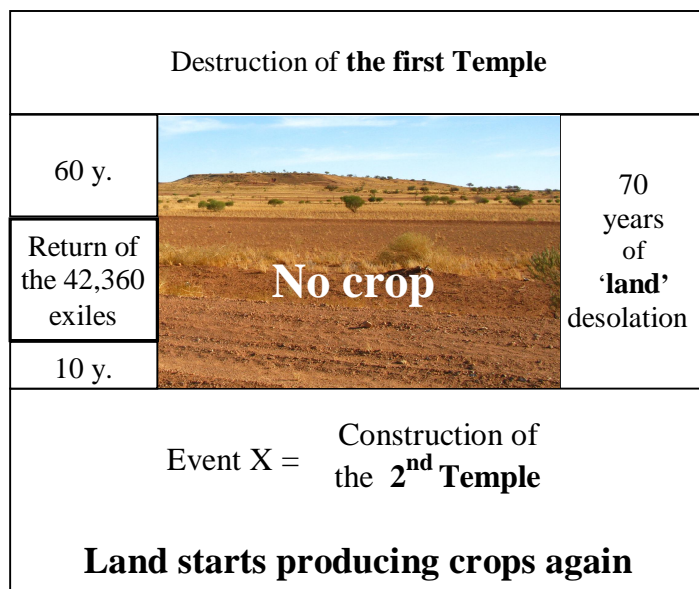 Destruction of the first Temple
60 y.
Return of
the 42,360
exiles
10 y.
No crop
70
years
of
‘land’
desolation
Event X =
Construction of
the 2nd Temple
Land starts producing crops again